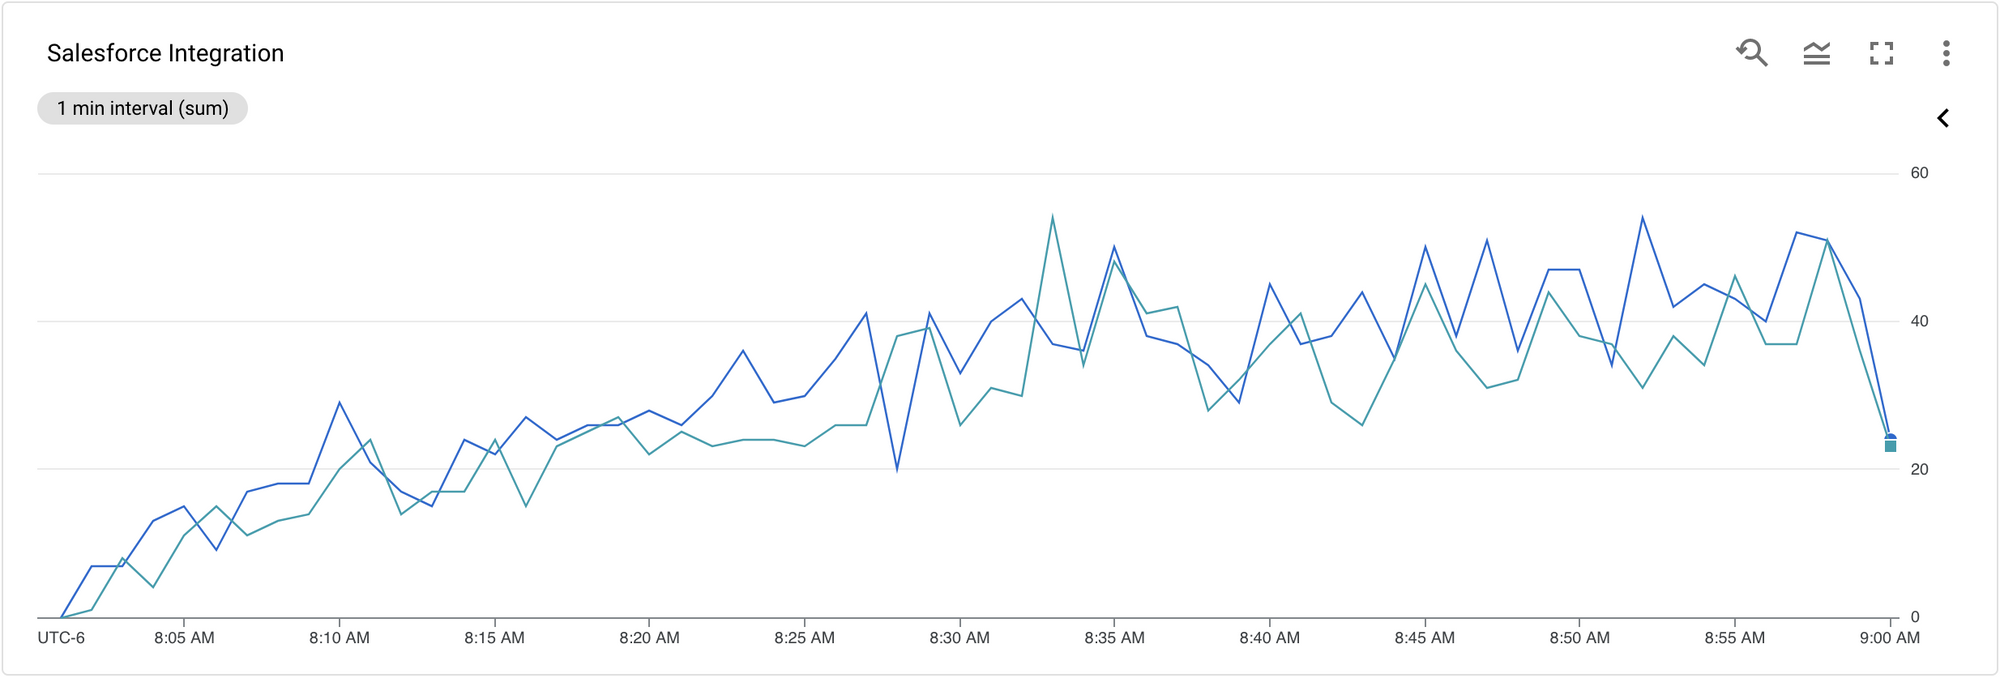 Salesforce Integration
1 min interval (sum)
60
40
20
0
UTC-6 8:05 AM 8:10 AM 8:15 AM 8:20 AM 8:25 AM 8:30 AM 8:35 AM 8:40 AM 8:45 AM 8:50 AM 8:55 AM 9:00 AM